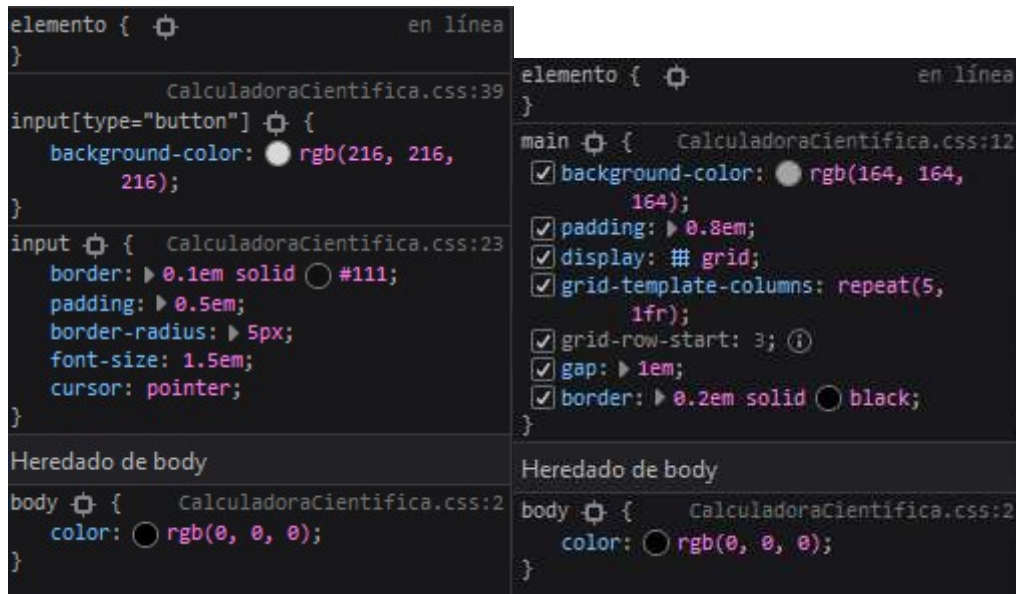 elemento { en línea
}
CalculadoraCientifica.css:39
input[type="button"] {
background-color: rgb(216, 216,
216);
}
input { CalculadoraCientifica.css:23
border: 0.1em solid #111;
padding: 0.5em;
border-radius: 5px;
font-size: 1.5em;
cursor: pointer;
}
Heredado de body
body { CalculadoraCientifica.css:2
color: rgb(0, 0, 0);
}
elemento { en línea
}
main { CalculadoraCientifica.css:12
background-color: rgb(164, 164,
164);
padding: 0.8em;
display: grid;
grid-template-columns: repeat(5,
1fr);
grid-row-start: 3;
gap: 1em;
border: 0.2em solid black;
}
Heredado de body
body { CalculadoraCientifica.css:2
color: rgb(0, 0, 0);
}